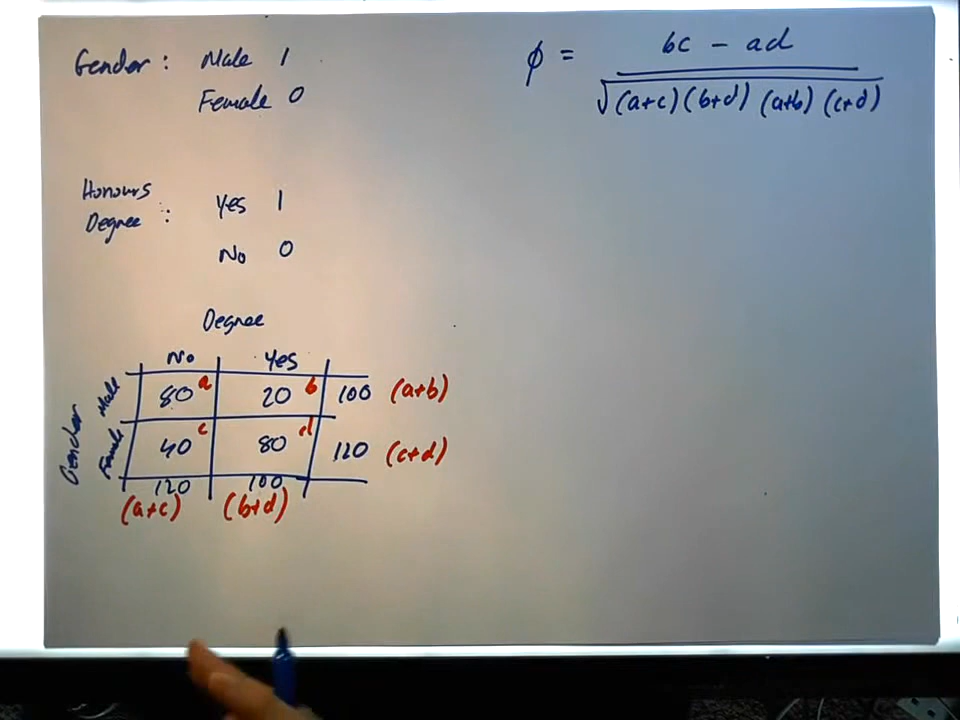 Gender : Male 1
Female 0
ϕ = bc - ad
√(a+c)(b+d)(a+b)(c+d)
Honours
Degree : Yes 1
No 0
Degree
No Yes
Gender
Male 80 a 20 b 100 (a+b)
Female 40 c 80 d 120 (c+d)
120 100
(a+c) (b+d)